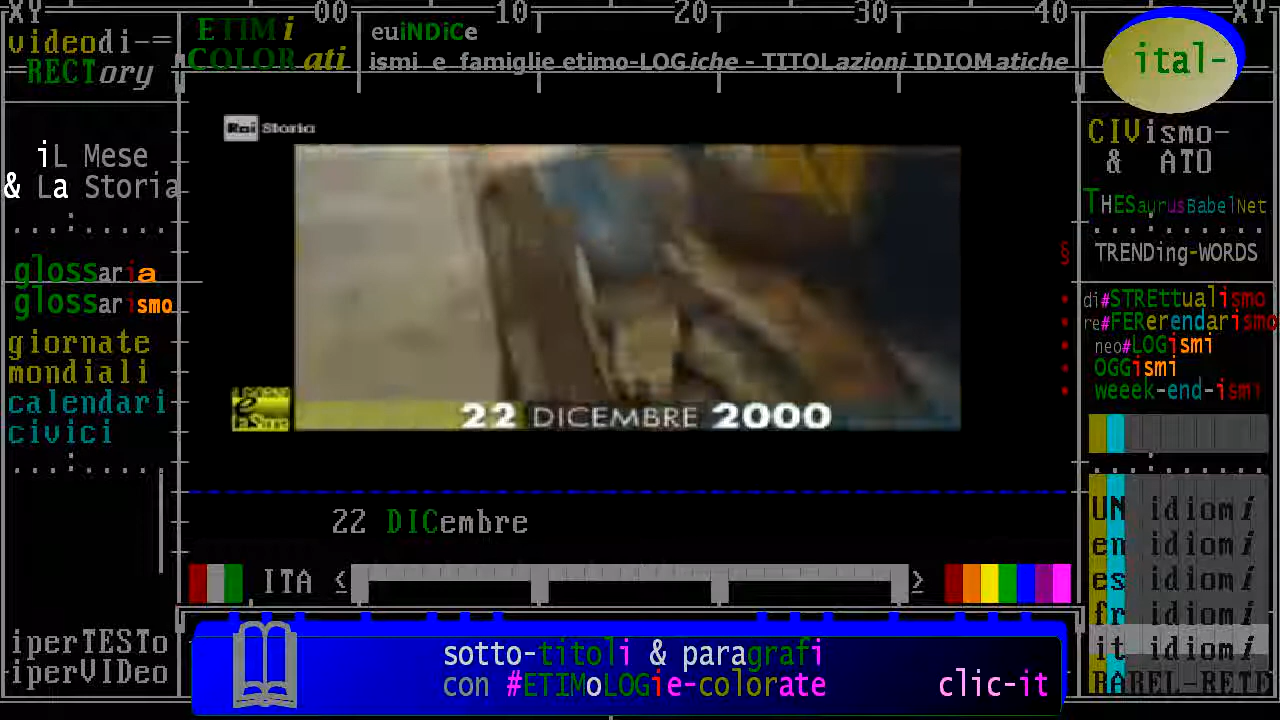 XY 00 10 20 30 40 XY
videodi-=
RECTory
ETIMi
COLORati
euiNDiCe
ismi e famiglie etimo-LOGiche - TITOLazioni IDIOMatiche
ital-
iL Mese
& La Storia
glossaria
glossarismo
giornate
mondiali
calendari
civici
iperTESTo
iperVIDeo
Rai Storia
22 DICEMBRE 2000
22 DICembre
ITA < >
sotto-titoli & paragrafi
con #ETIMoLOGie-colorate
clic-it
CIVismo-
& ATO
THESaurusBabelNet
TRENDing-WORDS
§
di#STREttualismo
re#FERerendarismo
neo#LOGismi
OGGismi
weeek-end-ismi
UN idiomi
en idiomi
es idiomi
fr idiomi
it idiomi